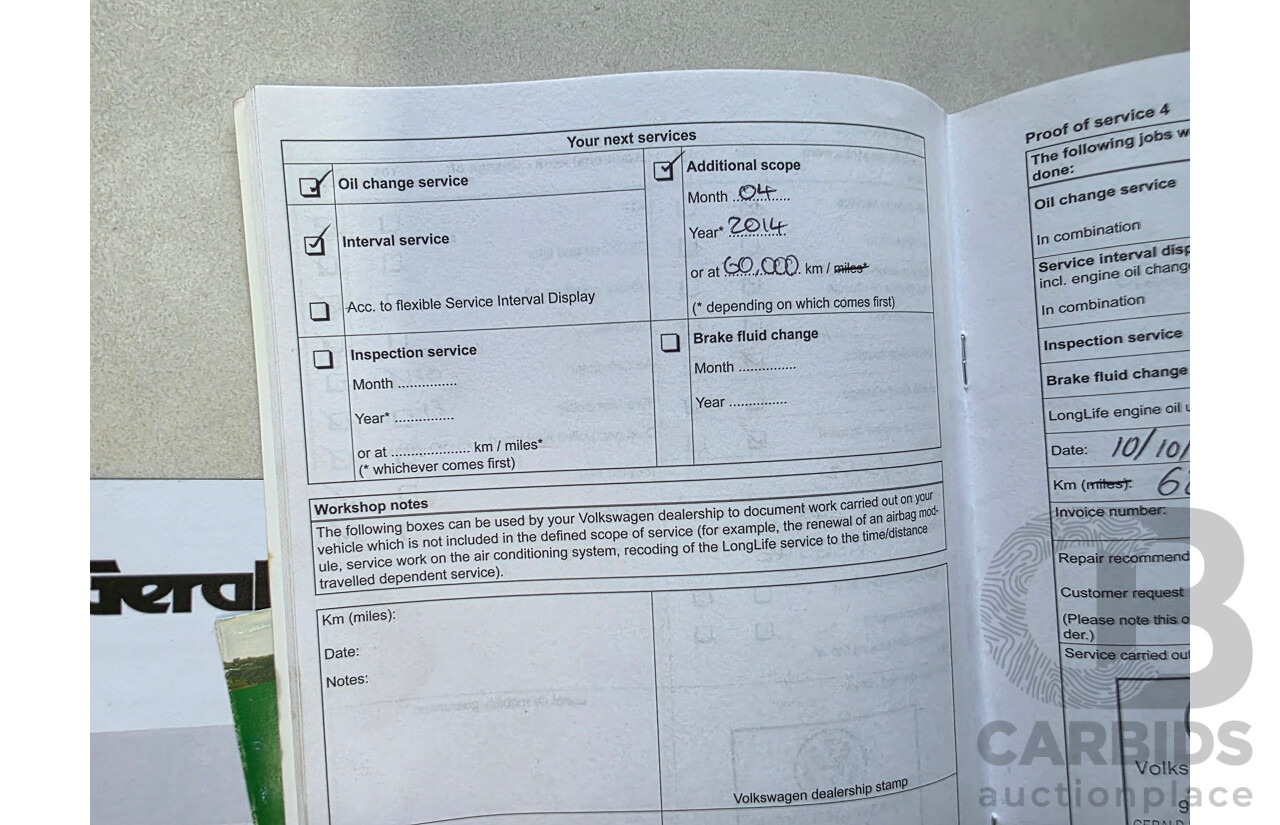 Your next services
Oil change service
Interval service
Acc. to flexible Service Interval Display
Additional scope
Month ..04..........
Year* 2014
or at 60,000. km / miles*
(* depending on which comes first)
Inspection service
Month ..............
Year* ..............
or at .................... km / miles*
(* whichever comes first)
Brake fluid change
Month ..............
Year ..............
Workshop notes
The following boxes can be used by your Volkswagen dealership to document work carried out on your
vehicle which is not included in the defined scope of service (for example, the renewal of an airbag mod-
ule, service work on the air conditioning system, recoding of the LongLife service to the time/distance
travelled dependent service).
Km (miles):
Date:
Notes:
Volkswagen dealership stamp
Proof of service 4
The following jobs w
done:
Oil change service
In combination
Service interval disp
incl. engine oil chang
In combination
Inspection service
Brake fluid change
LongLife engine oil u
Date: 10/10/
Km (miles): 6
Invoice number:
Repair recommend
Customer request
(Please note this o
der.)
Service carried out
Volks
9
GERALD
CB
CARBIDS
auctionplace